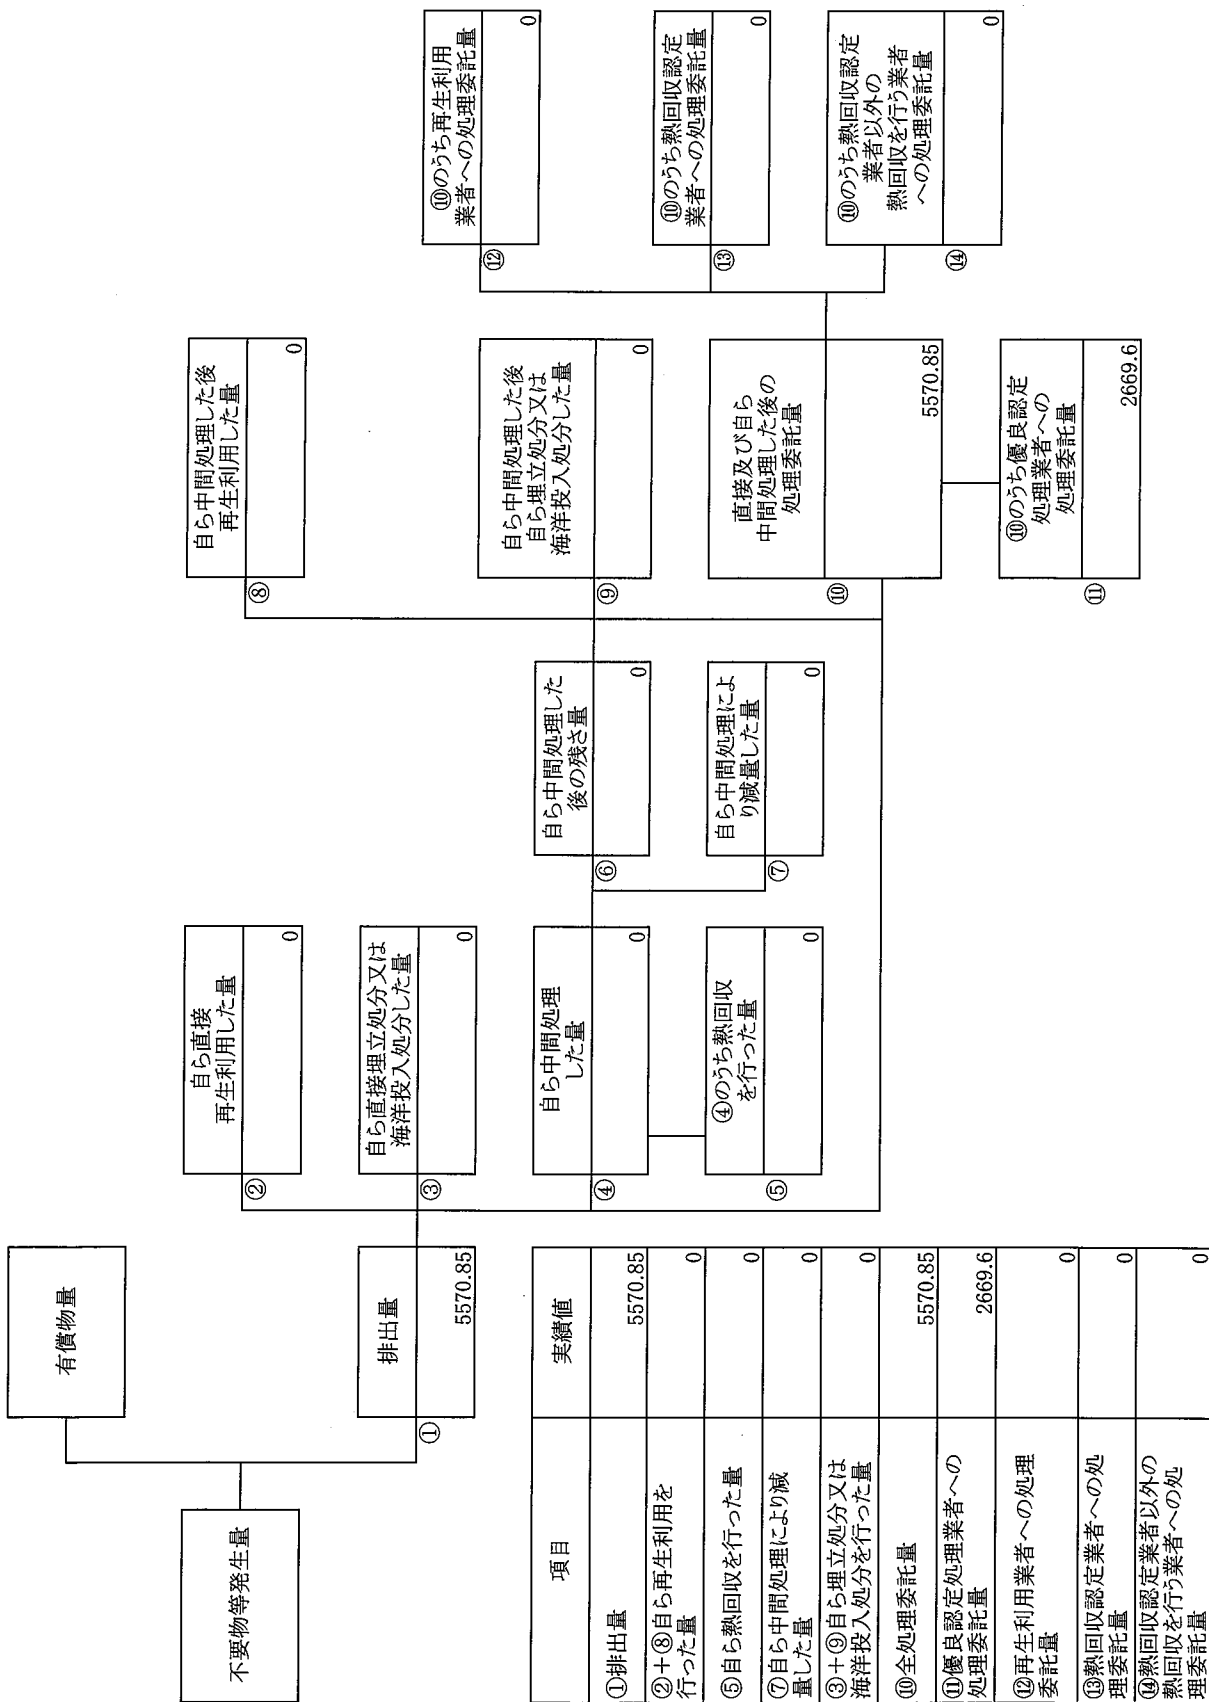 不要物等発生量
有償物量
排出量
①
5570.85
自ら直接
再生利用した量
②
0
自ら直接埋立処分又は
海洋投入処分した量
③
0
自ら中間処理
した量
④
0
④のうち熱回収
を行った量
⑤
0
自ら中間処理した
後の残さ量
⑥
0
自ら中間処理によ
り減量した量
⑦
0
自ら中間処理した後
再生利用した量
⑧
0
自ら中間処理した後
自ら埋立処分又は
海洋投入処分した量
⑨
0
直接及び自ら
中間処理した後の
処理委託量
⑩
5570.85
⑩のうち優良認定
処理業者への
処理委託量
⑪
2669.6
⑩のうち再生利用
業者への処理委託量
⑫
0
⑩のうち熱回収認定
業者への処理委託量
⑬
0
⑩のうち熱回収認定
業者以外の
熱回収を行う業者
への処理委託量
⑭
0
項目 実績値
①排出量 5570.85
②+⑧自ら再生利用を
行った量 0
⑤自ら熱回収を行った量 0
⑦自ら中間処理により減
量した量 0
③+⑨自ら埋立処分又は
海洋投入処分を行った量 0
⑩全処理委託量 5570.85
⑪優良認定処理業者への
処理委託量 2669.6
⑫再生利用業者への処理
委託量 0
⑬熱回収認定業者への処
理委託量 0
⑭熱回収認定業者以外の
熱回収を行う業者への処
理委託量 0